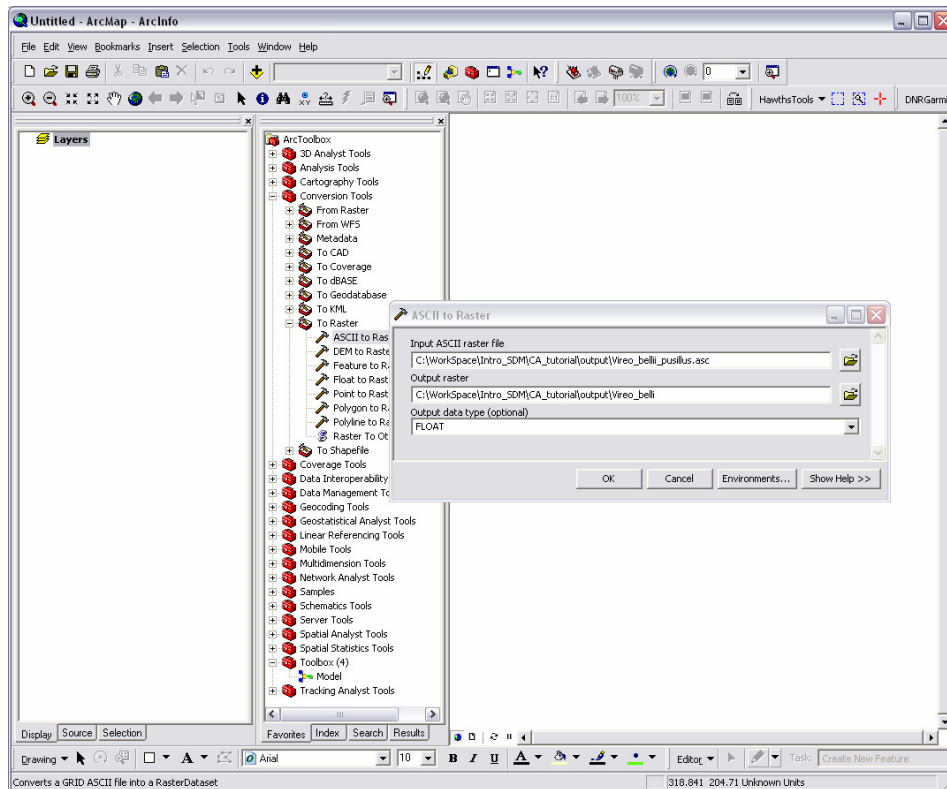 Untitled - ArcMap - ArcInfo
File Edit View Bookmarks Insert Selection Tools Window Help
0
100%
HawthsTools
DNRGarmi
Layers
ArcToolbox
3D Analyst Tools
Analysis Tools
Cartography Tools
Conversion Tools
From Raster
From WFS
Metadata
To CAD
To Coverage
To dBASE
To Geodatabase
To KML
To Raster
ASCII to Ras
DEM to Raste
Feature to R
Float to Rast
Point to Rast
Polygon to R
Polyline to Ra
Raster To Ot
To Shapefile
Coverage Tools
Data Interoperability
Data Management To
Geocoding Tools
Geostatistical Analyst Tools
Linear Referencing Tools
Mobile Tools
Multidimension Tools
Network Analyst Tools
Samples
Schematics Tools
Server Tools
Spatial Analyst Tools
Spatial Statistics Tools
Toolbox (4)
Model
Tracking Analyst Tools
ASCII to Raster
Input ASCII raster file
C:\WorkSpace\Intro_SDM\CA_tutorial\output\Vireo_bellii_pusillus.asc
Output raster
C:\WorkSpace\Intro_SDM\CA_tutorial\output\Vireo_belli
Output data type (optional)
FLOAT
OK Cancel Environments... Show Help >>
Display Source Selection
Favorites Index Search Results
Drawing A Arial 10 B I U A Editor Task: Create New Feature
Converts a GRID ASCII file into a RasterDataset
318.841 204.71 Unknown Units